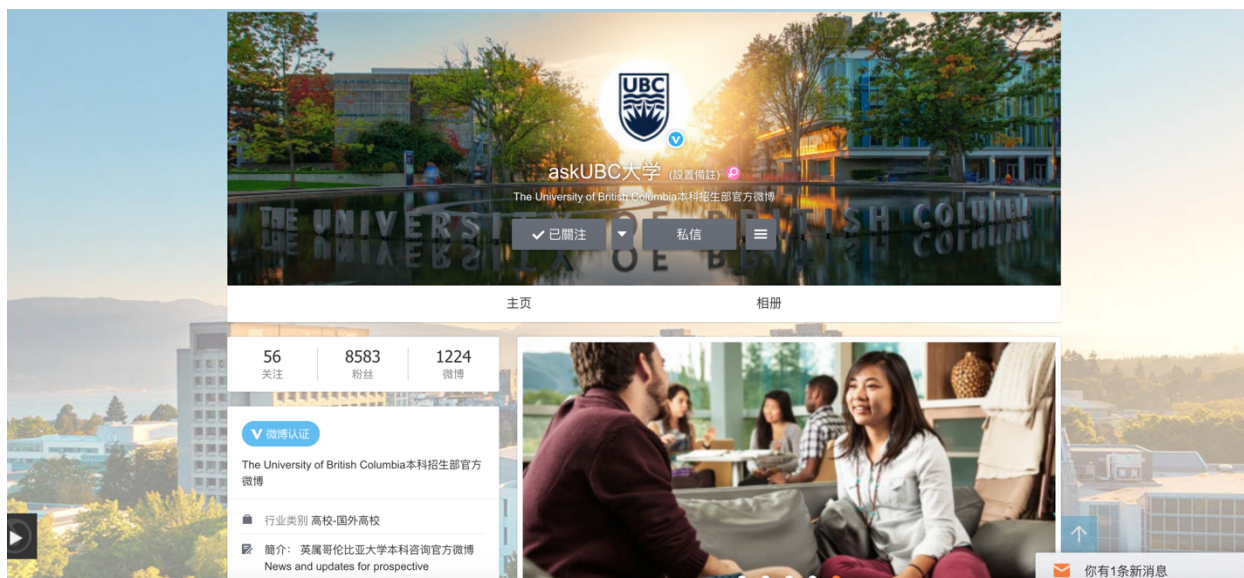 UBC
askUBC大学 (設置備註)
The University of British Columbia本科招生部官方微博
THE UNIVERSITY OF BRITISH COLUMBIA
已關注
私信
主页
相册
56
8583
1224
关注
粉丝
微博
V 微博认证
The University of British Columbia本科招生部官方
微博
行业类别 高校-国外高校
簡介： 英属哥伦比亚大学本科咨询官方微博
News and updates for prospective
你有1条新消息